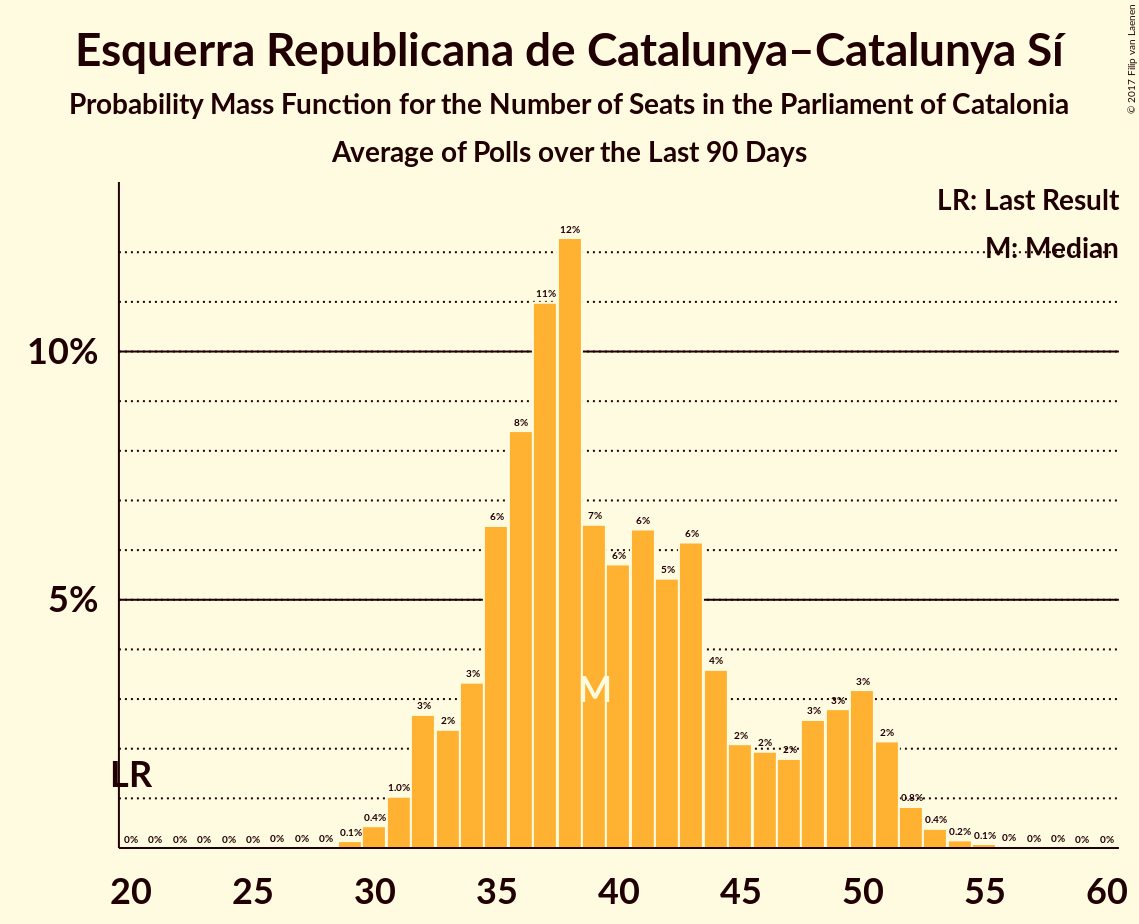 Esquerra Republicana de Catalunya–Catalunya Sí
Probability Mass Function for the Number of Seats in the Parliament of Catalonia
Average of Polls over the Last 90 Days
© 2017 Filip van Laenen
LR: Last Result
M: Median
10%
5%
LR
M
0% 0% 0% 0% 0% 0% 0% 0% 0% 0.1% 0.4% 1.0% 3% 2% 3% 6% 8% 11% 12% 7% 6% 6% 5% 6% 4% 2% 2% 2% 3% 3% 3% 2% 0.8% 0.4% 0.2% 0.1% 0% 0% 0% 0% 0%
20 25 30 35 40 45 50 55 60